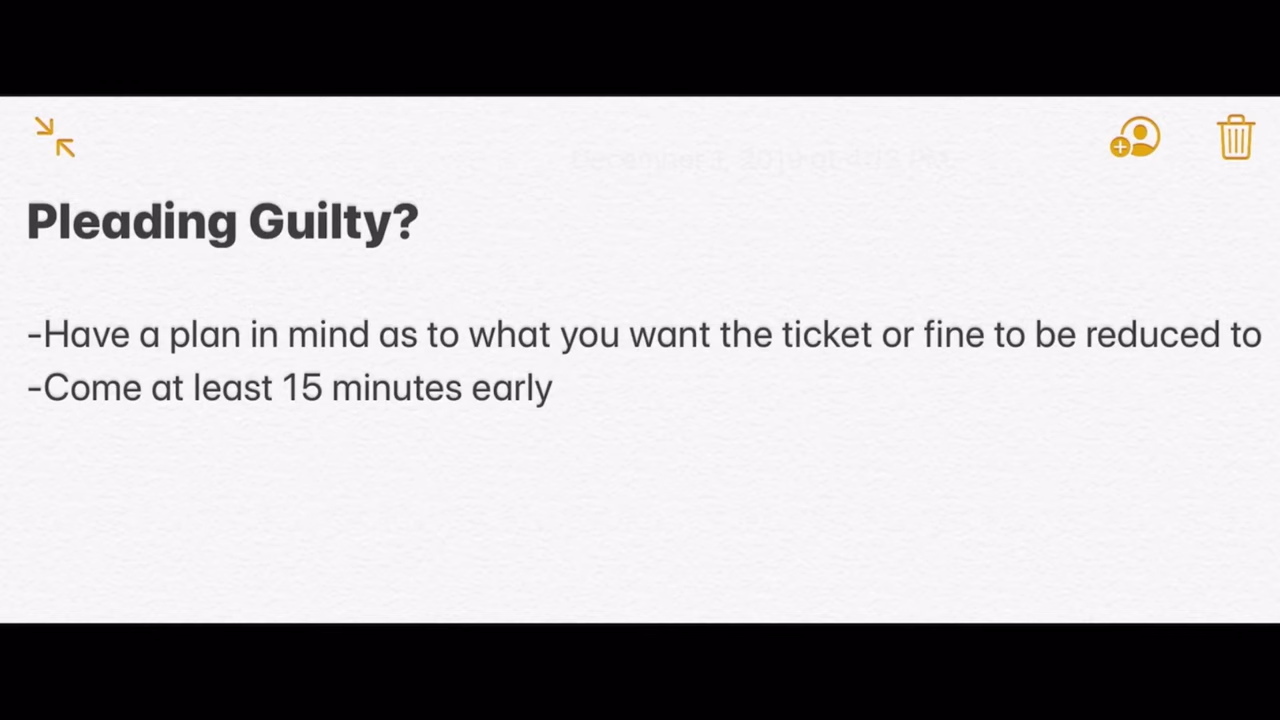 Pleading Guilty?
-Have a plan in mind as to what you want the ticket or fine to be reduced to
-Come at least 15 minutes early